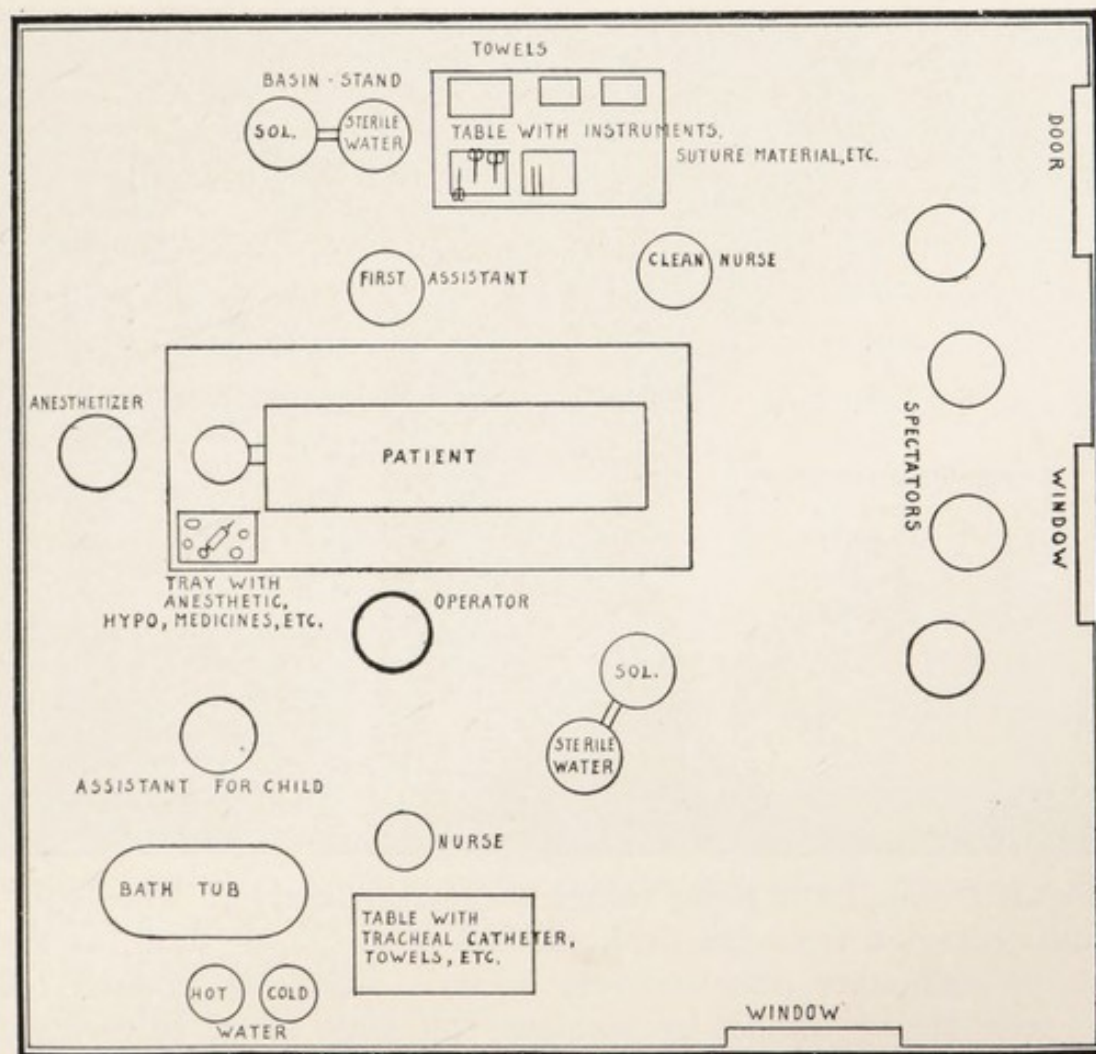 TOWELS
BASIN - STAND
SOL.
STERILE
WATER
TABLE WITH INSTRUMENTS,
SUTURE MATERIAL, ETC.
DOOR
FIRST ASSISTANT
CLEAN NURSE
ANESTHETIZER
PATIENT
SPECTATORS
WINDOW
TRAY WITH
ANESTHETIC,
HYPO, MEDICINES, ETC.
OPERATOR
SOL.
STERILE
WATER
ASSISTANT FOR CHILD
NURSE
BATH TUB
TABLE WITH
TRACHEAL CATHETER,
TOWELS, ETC.
HOT
COLD
WATER
WINDOW